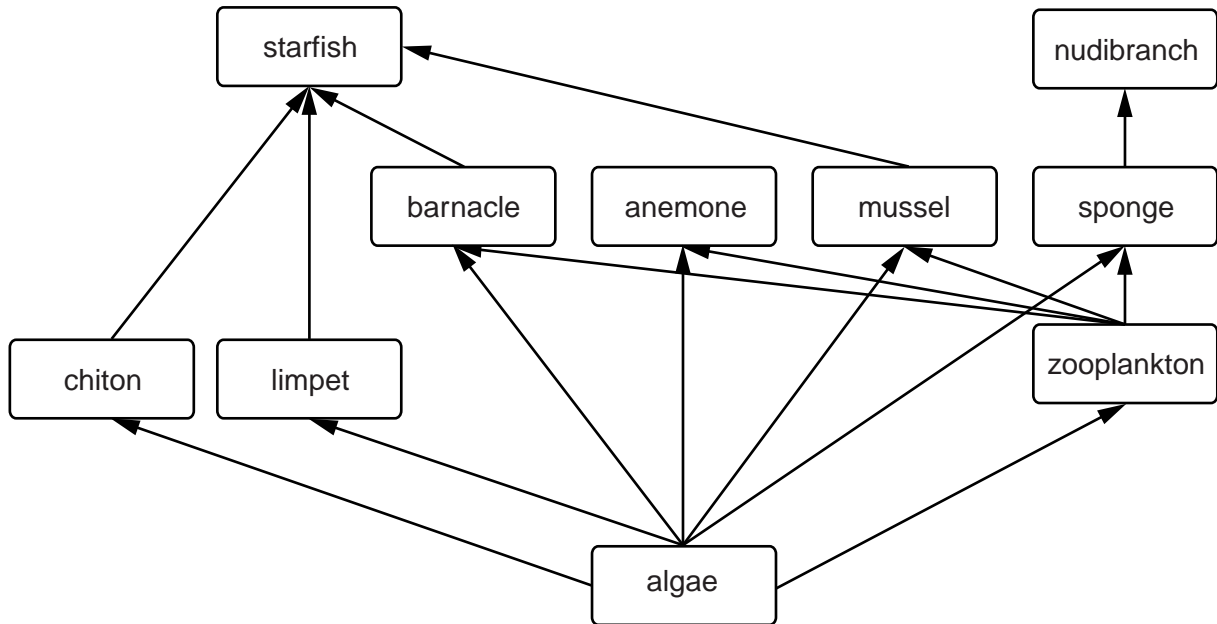 starfish
nudibranch
barnacle
anemone
mussel
sponge
chiton
limpet
zooplankton
algae